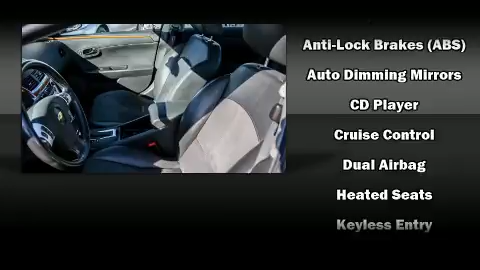 Anti-Lock Brakes (ABS)
Auto Dimming Mirrors
CD Player
Cruise Control
Dual Airbag
Heated Seats
Keyless Entry